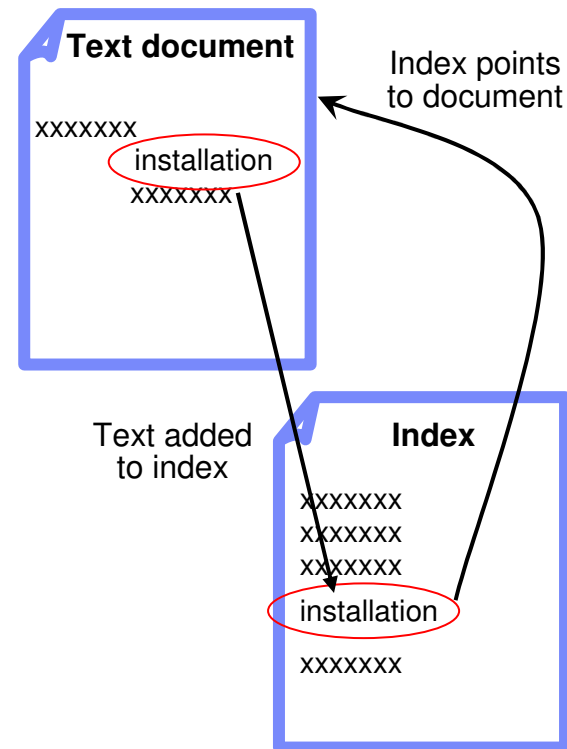 Text document
Index points
to document
xxxxxxx
installation
xxxxxxx
Text added
to index
Index
xxxxxxx
xxxxxxx
xxxxxxx
installation
xxxxxxx